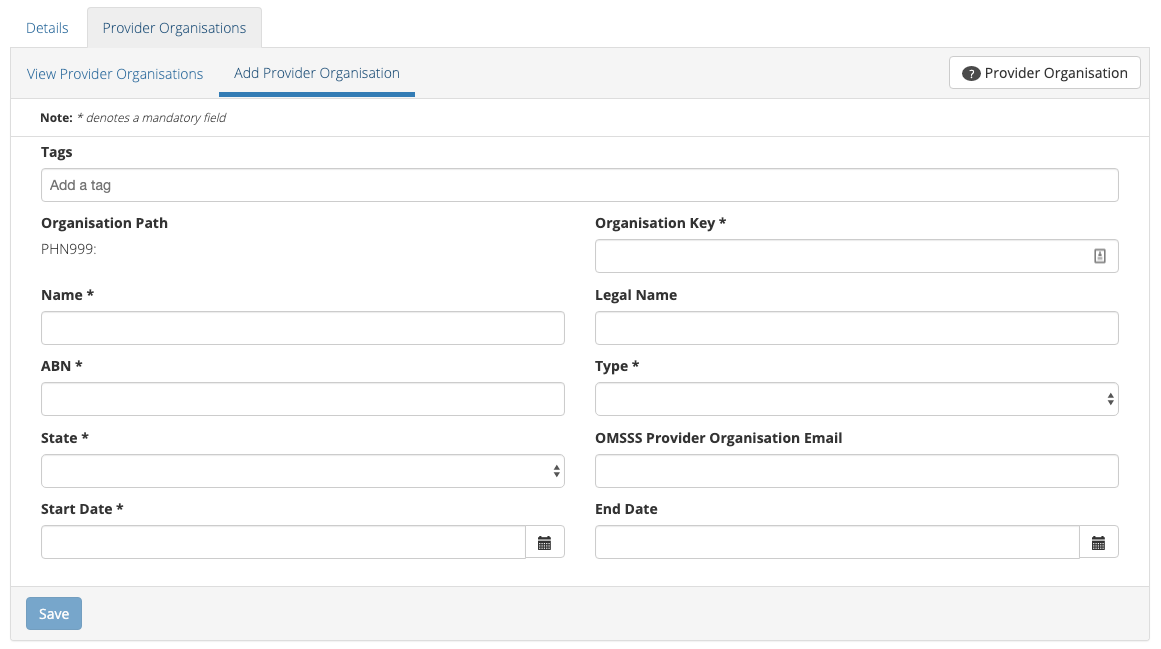 Details
Provider Organisations
View Provider Organisations
Add Provider Organisation
? Provider Organisation
Note: * denotes a mandatory field
Tags
Add a tag
Organisation Path
Organisation Key *
PHN999:
Name *
Legal Name
ABN *
Type *
State *
OMSSS Provider Organisation Email
Start Date *
End Date
Save